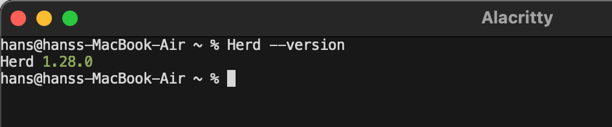 Alacritty
hans@hanss-MacBook-Air ~ % Herd --version
Herd 1.28.0
hans@hanss-MacBook-Air ~ %